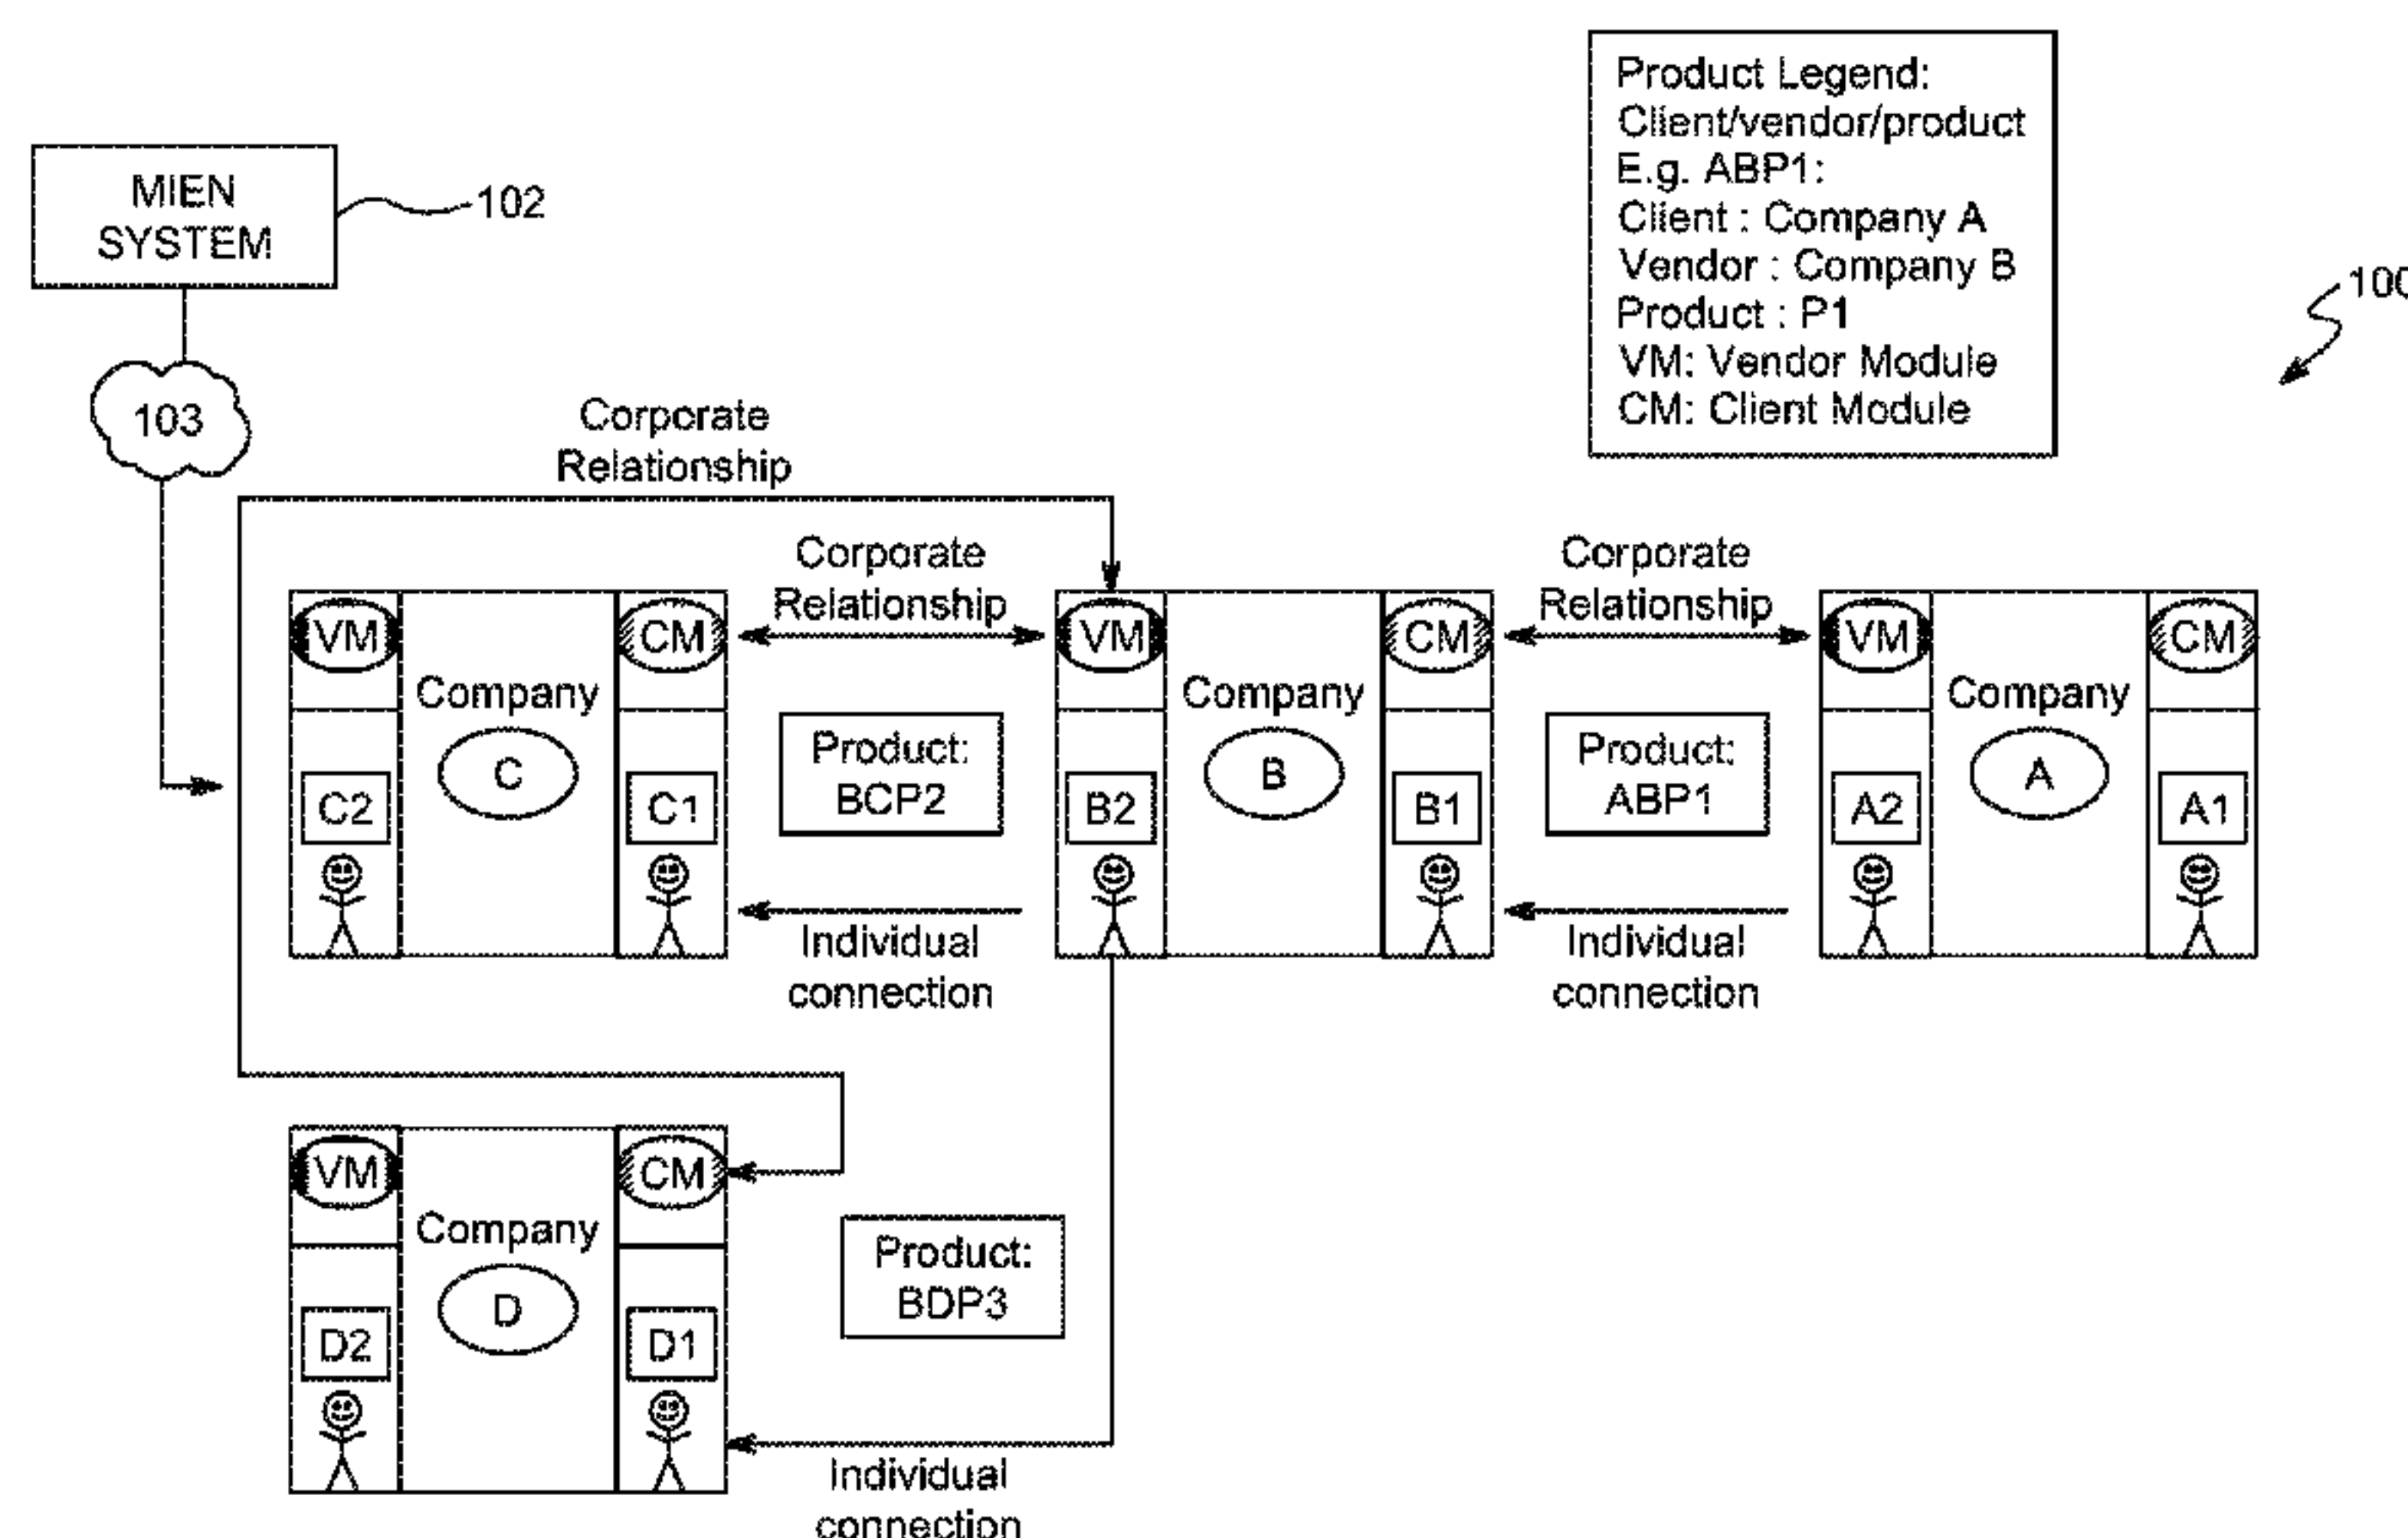 Product Legend:
Client/vendor/product
E.g. ABP1:
Client : Company A
Vendor : Company B
Product : P1
VM: Vendor Module
CM: Client Module
MIEN
SYSTEM
102
103
Corporate
Relationship
Corporate
Relationship
Corporate
Relationship
VM
CM
VM
CM
VM
CM
Company
C
Company
B
Company
A
Product:
BCP2
Product:
ABP1
C2
C1
B2
B1
A2
A1
Individual
connection
Individual
connection
VM
CM
Company
D
Product:
BDP3
D2
D1
Individual
connection